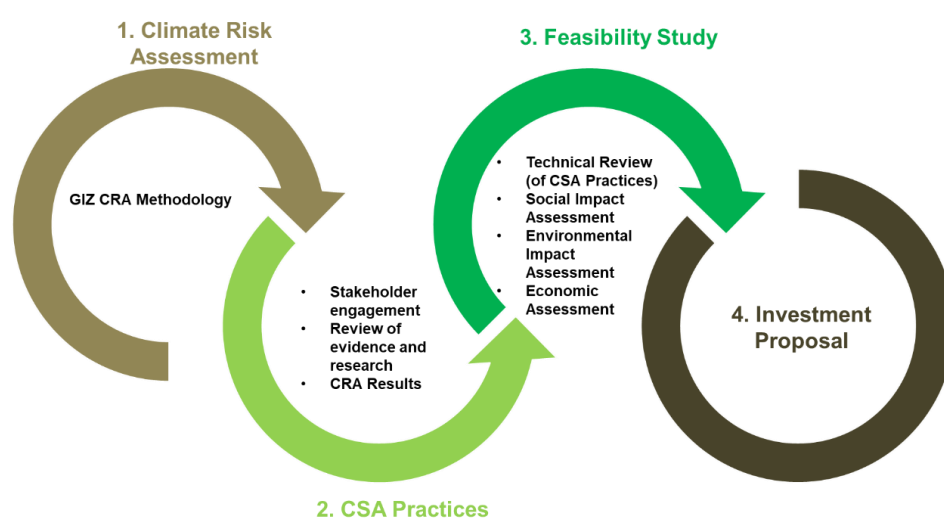 1. Climate Risk
Assessment
GIZ CRA Methodology
• Stakeholder
engagement
• Review of
evidence and
research
• CRA Results
2. CSA Practices
3. Feasibility Study
• Technical Review
(of CSA Practices)
• Social Impact
Assessment
• Environmental
Impact
Assessment
• Economic
Assessment
4. Investment
Proposal